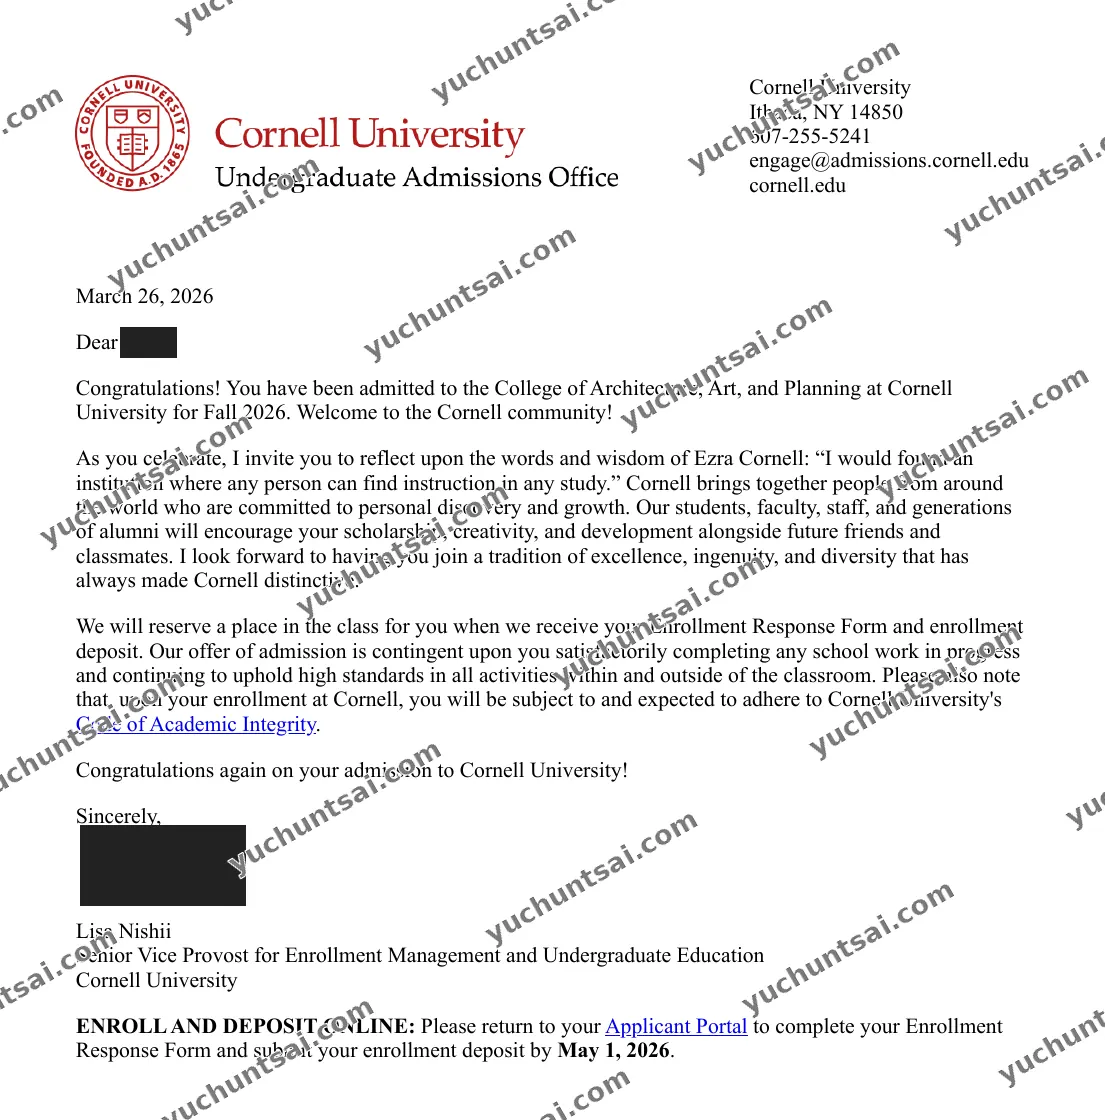 CORNELL UNIVERSITY
FOUNDED A.D. 1865
Cornell University
Undergraduate Admissions Office
Cornell University
Ithaca, NY 14850
607-255-5241
engage@admissions.cornell.edu
cornell.edu
March 26, 2026
Dear
Congratulations! You have been admitted to the College of Architecture, Art, and Planning at Cornell
University for Fall 2026. Welcome to the Cornell community!
As you celebrate, I invite you to reflect upon the words and wisdom of Ezra Cornell: “I would found an
institution where any person can find instruction in any study.” Cornell brings together people from around
the world who are committed to personal discovery and growth. Our students, faculty, staff, and generations
of alumni will encourage your scholarship, creativity, and development alongside future friends and
classmates. I look forward to having you join a tradition of excellence, ingenuity, and diversity that has
always made Cornell distinctive.
We will reserve a place in the class for you when we receive your Enrollment Response Form and enrollment
deposit. Our offer of admission is contingent upon you satisfactorily completing any school work in progress
and continuing to uphold high standards in all activities within and outside of the classroom. Please also note
that, upon your enrollment at Cornell, you will be subject to and expected to adhere to Cornell University's
Code of Academic Integrity.
Congratulations again on your admission to Cornell University!
Sincerely,
Lisa Nishii
Senior Vice Provost for Enrollment Management and Undergraduate Education
Cornell University
ENROLL AND DEPOSIT ONLINE: Please return to your Applicant Portal to complete your Enrollment
Response Form and submit your enrollment deposit by May 1, 2026.
yuchuntsai.com